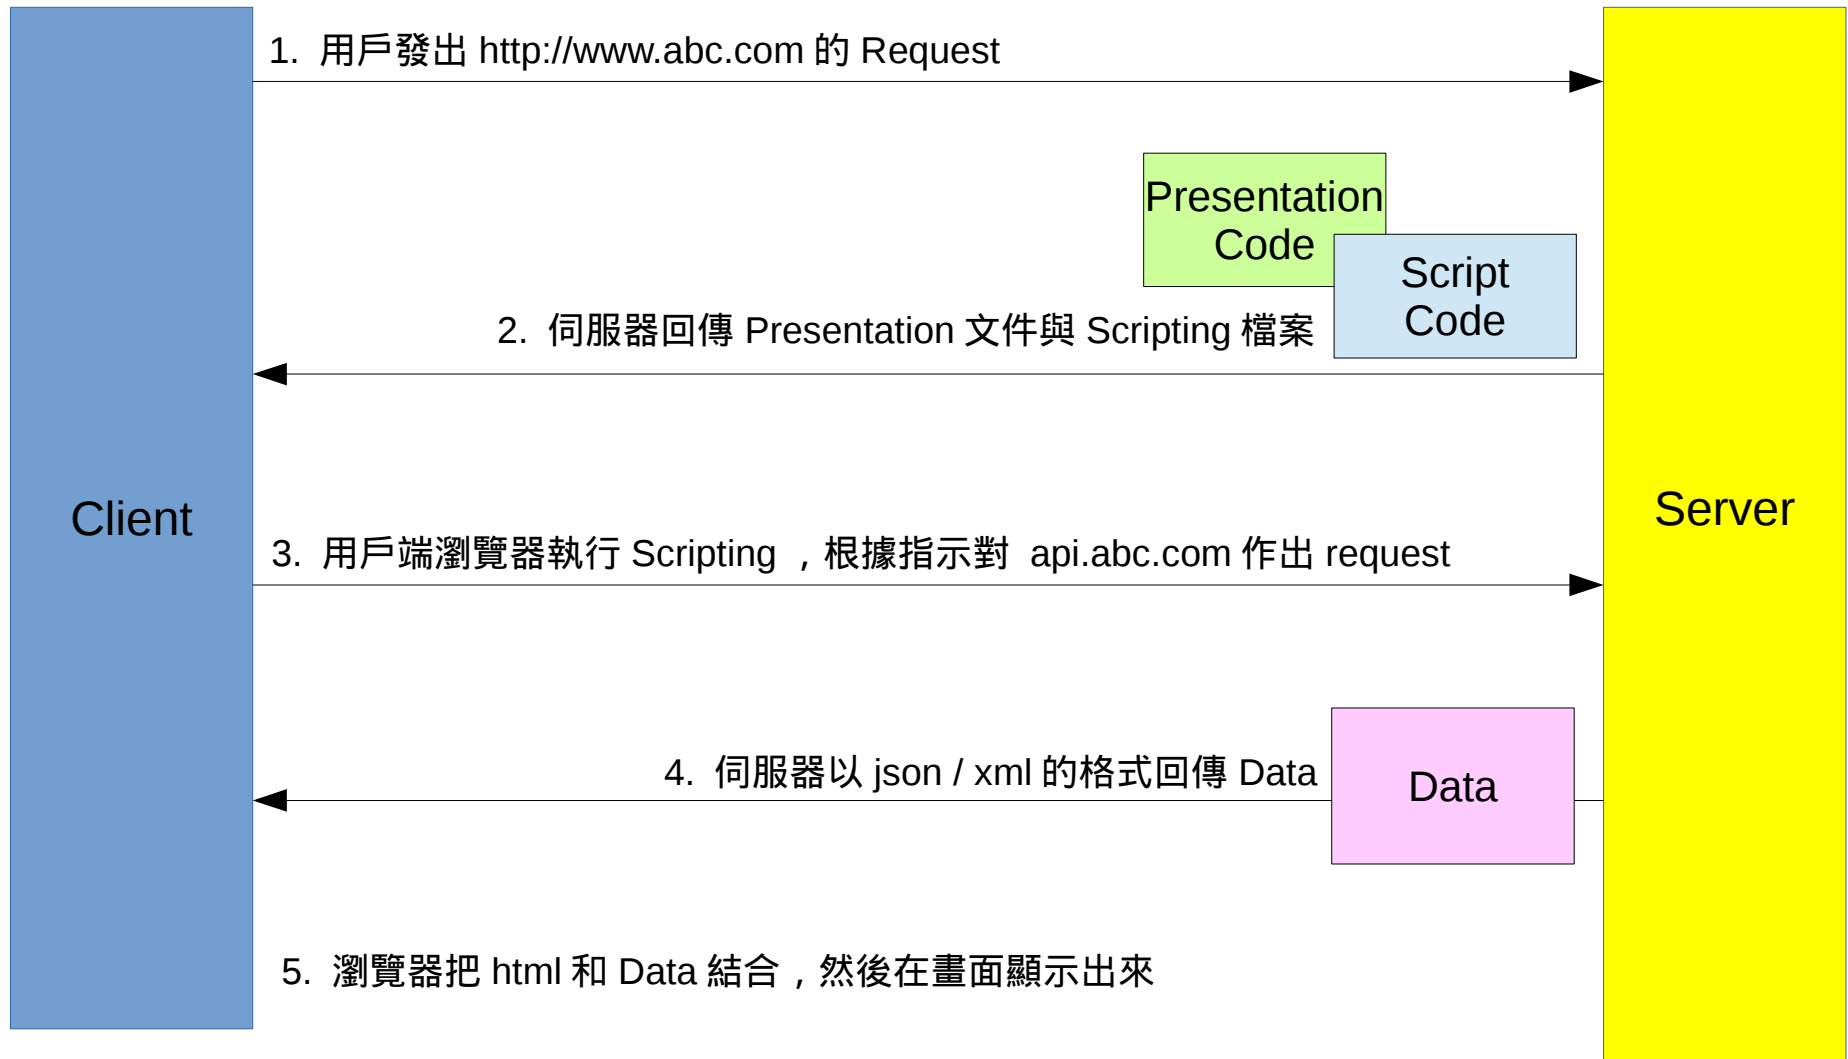 1. 用戶發出 http://www.abc.com 的 Request
Presentation
Code
Script
Code
2. 伺服器回傳 Presentation 文件與 Scripting 檔案
Client
Server
3. 用戶端瀏覽器執行 Scripting ，根據指示對 api.abc.com 作出 request
4. 伺服器以 json / xml 的格式回傳 Data
Data
5. 瀏覽器把 html 和 Data 結合，然後在畫面顯示出來